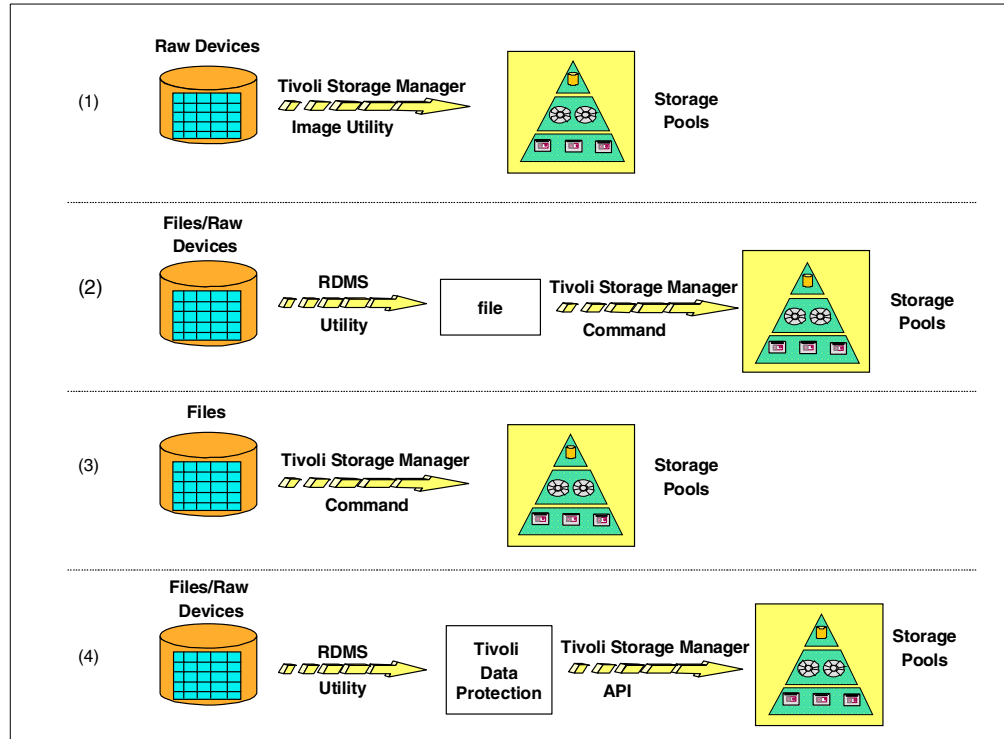 Raw Devices
(1)
Tivoli Storage Manager
Image Utility
Storage
Pools
Files/Raw
Devices
(2)
RDMS
Utility
file
Tivoli Storage Manager
Command
Storage
Pools
Files
(3)
Tivoli Storage Manager
Command
Storage
Pools
Files/Raw
Devices
(4)
RDMS
Utility
Tivoli
Data
Protection
Tivoli Storage Manager
API
Storage
Pools